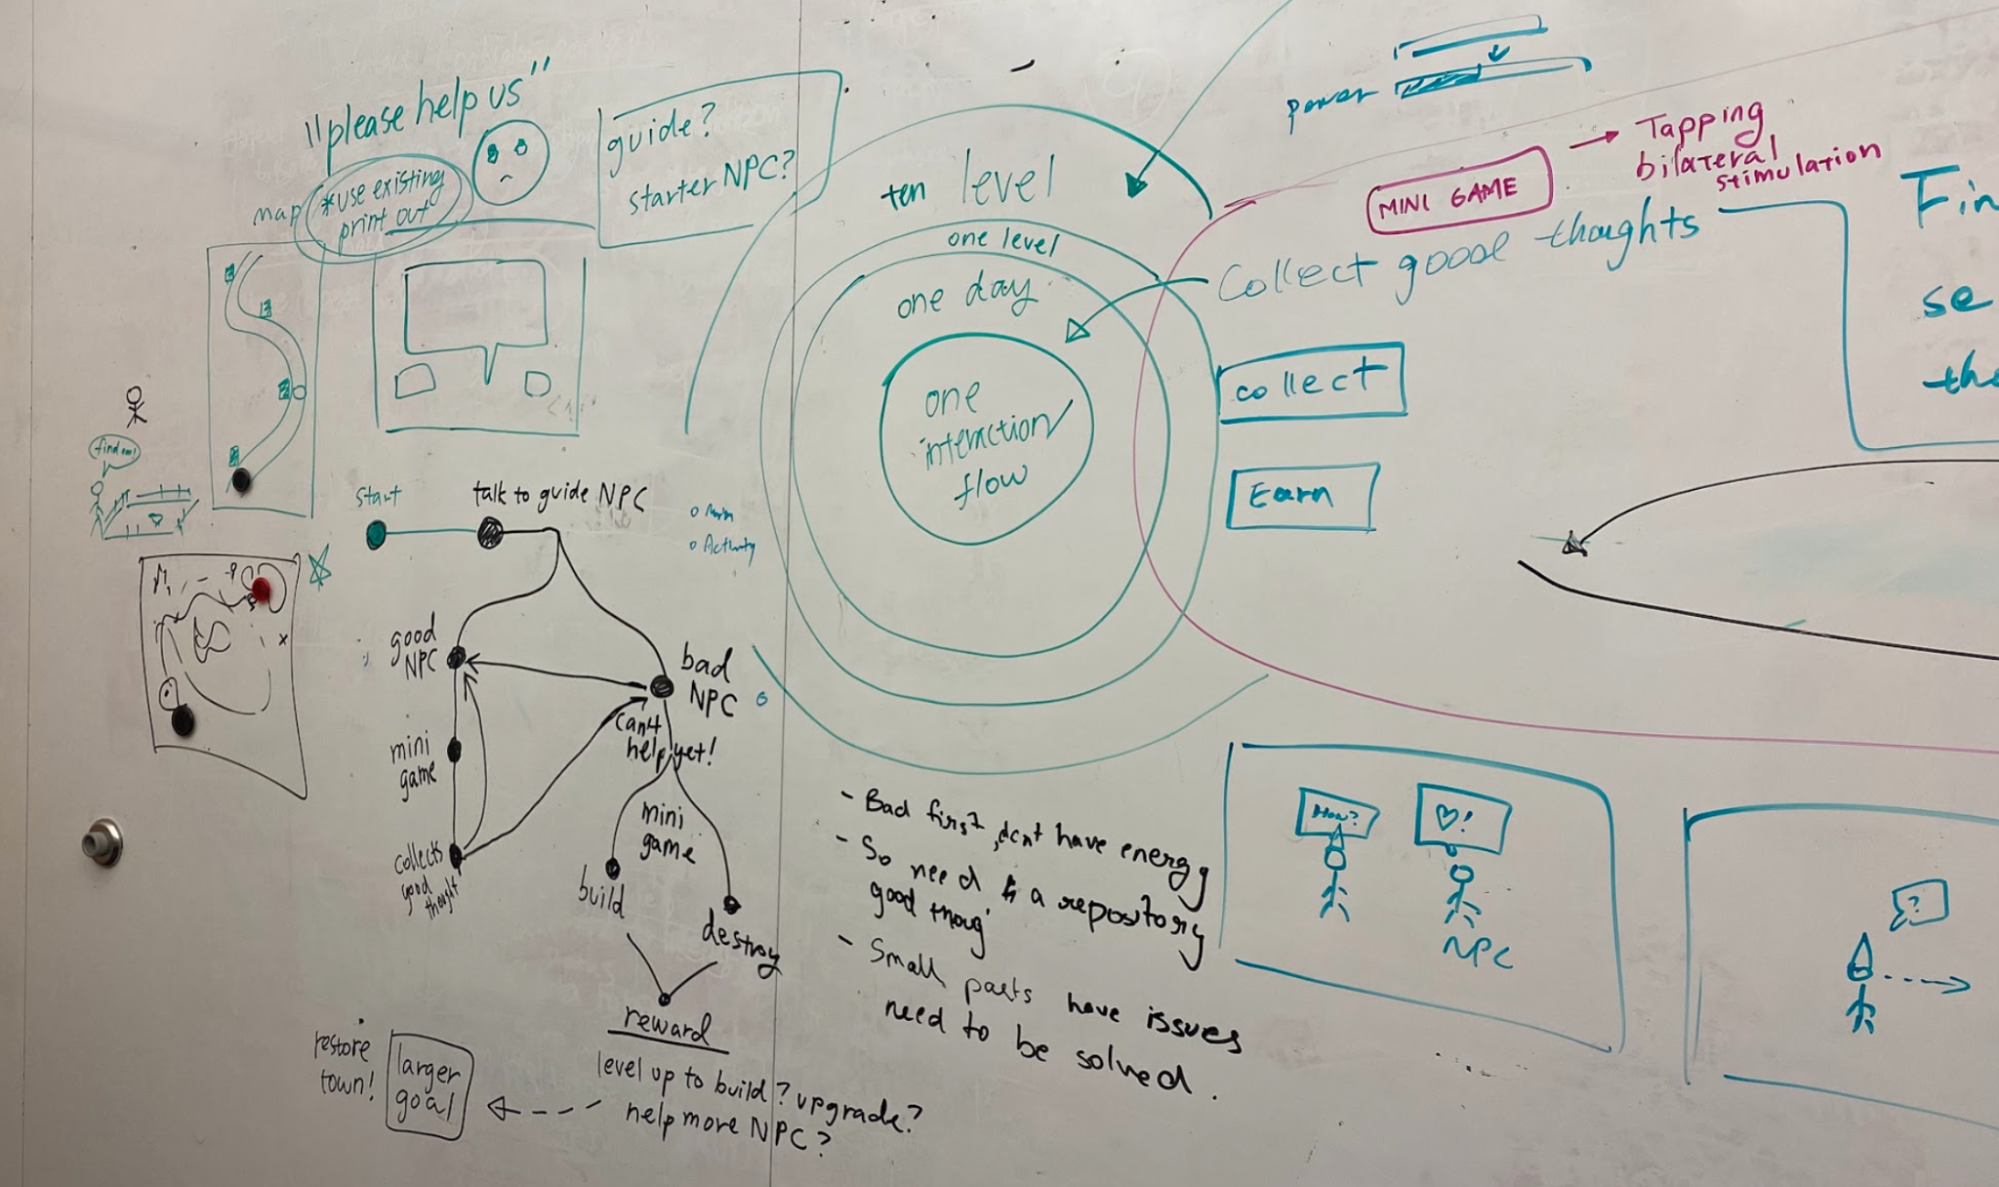 "please help us"
map
*use existing
print out
guide?
starter NPC?
ten level
one level
one day
one
interaction
flow
power
MINI GAME
Tapping
bilateral
stimulation
Collect good thoughts
collect
Earn
Fin
se
the
Start
talk to guide NPC
Activity
good
NPC
bad
NPC
can't
help yet!
mini
game
collects
good
thought
mini
game
build
destroy
reward
level up to build? upgrade?
help more NPC?
larger
goal
restore
town!
- Bad first, dont have energy
- So need a repository
good thoug
- Small parts have issues
need to be solved.
How?
!
NPC
?